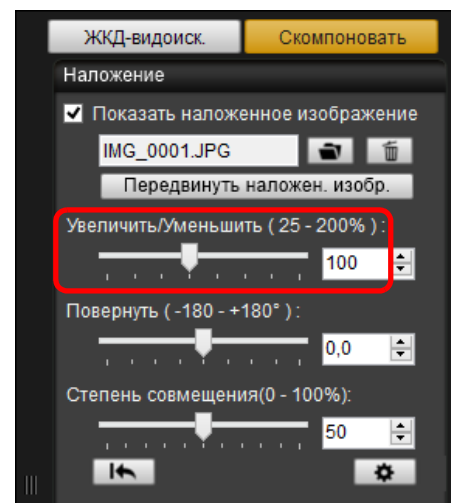 ЖКД-видоиск. Скомпоновать
Наложение
Показать наложенное изображение
IMG_0001.JPG
Передвинуть наложен. изобр.
Увеличить/Уменьшить ( 25 - 200% ) :
100
Повернуть ( -180 - +180° ) :
0,0
Степень совмещения(0 - 100%):
50